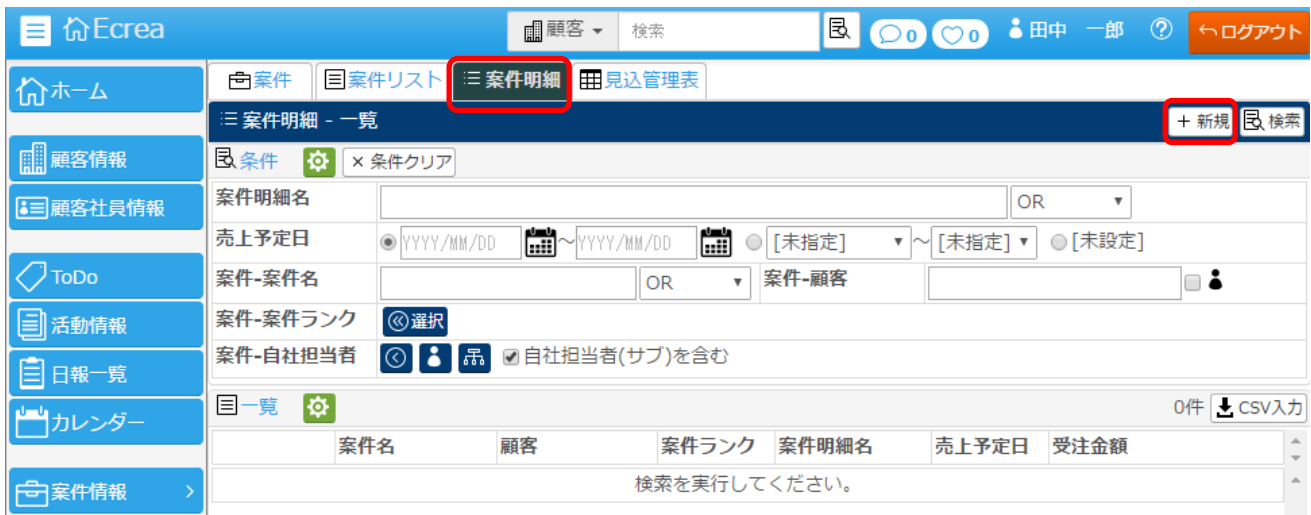 Ecrea 顧客 検索 0 0 田中 一郎 ログアウト
ホーム
顧客情報
顧客社員情報
ToDo
活動情報
日報一覧
カレンダー
案件情報
案件 案件リスト 案件明細 見込管理表
案件明細 - 一覧 + 新規 検索
条件 × 条件クリア
案件明細名 OR
売上予定日 YYYY/MM/DD ～ YYYY/MM/DD [未指定] ～ [未指定] [未設定]
案件-案件名 OR 案件-顧客
案件-案件ランク 選択
案件-自社担当者 自社担当者(サブ)を含む
一覧 0件 CSV入力
案件名 顧客 案件ランク 案件明細名 売上予定日 受注金額
検索を実行してください。